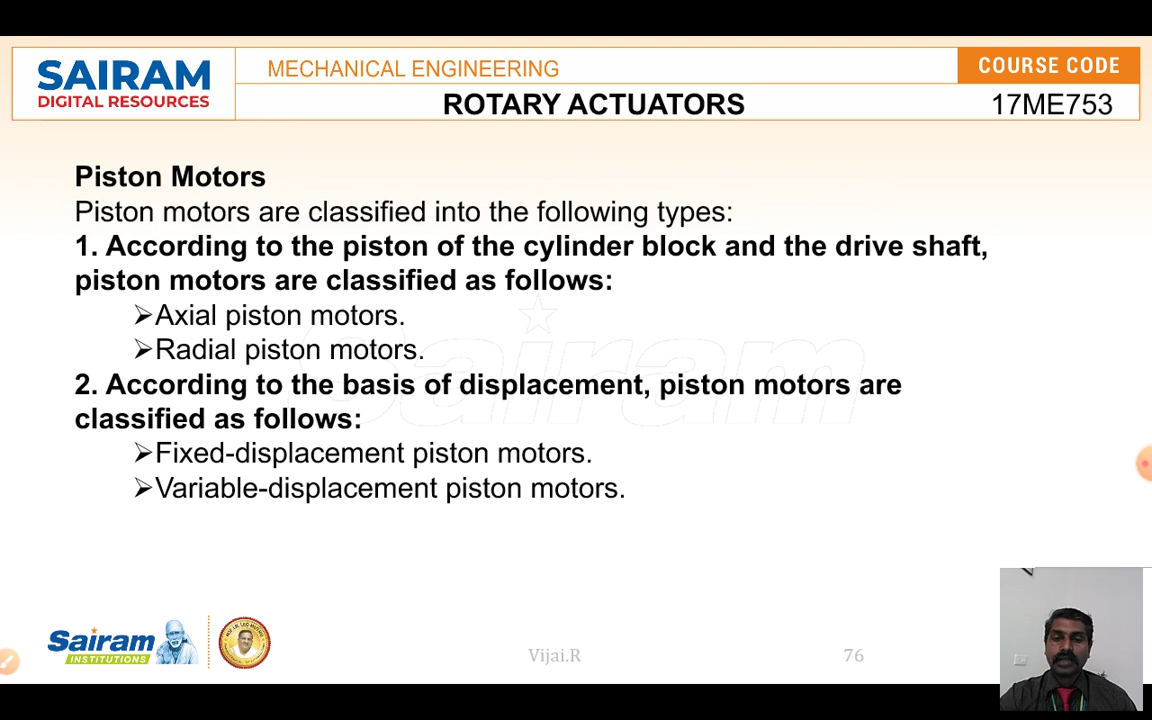 SAIRAM
DIGITAL RESOURCES
MECHANICAL ENGINEERING
COURSE CODE
ROTARY ACTUATORS
17ME753
Piston Motors
Piston motors are classified into the following types:
1. According to the piston of the cylinder block and the drive shaft,
piston motors are classified as follows:
➢Axial piston motors.
➢Radial piston motors.
2. According to the basis of displacement, piston motors are
classified as follows:
➢Fixed-displacement piston motors.
➢Variable-displacement piston motors.
Sairam
Sairam
INSTITUTIONS
Vijai.R
76